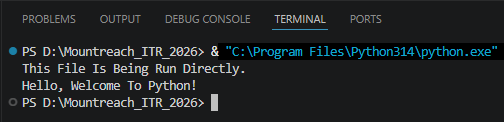 PROBLEMS OUTPUT DEBUG CONSOLE TERMINAL PORTS
PS D:\Mountreach_ITR_2026> & "C:\Program Files\Python314\python.exe"
This File Is Being Run Directly.
Hello, Welcome To Python!
PS D:\Mountreach_ITR_2026>